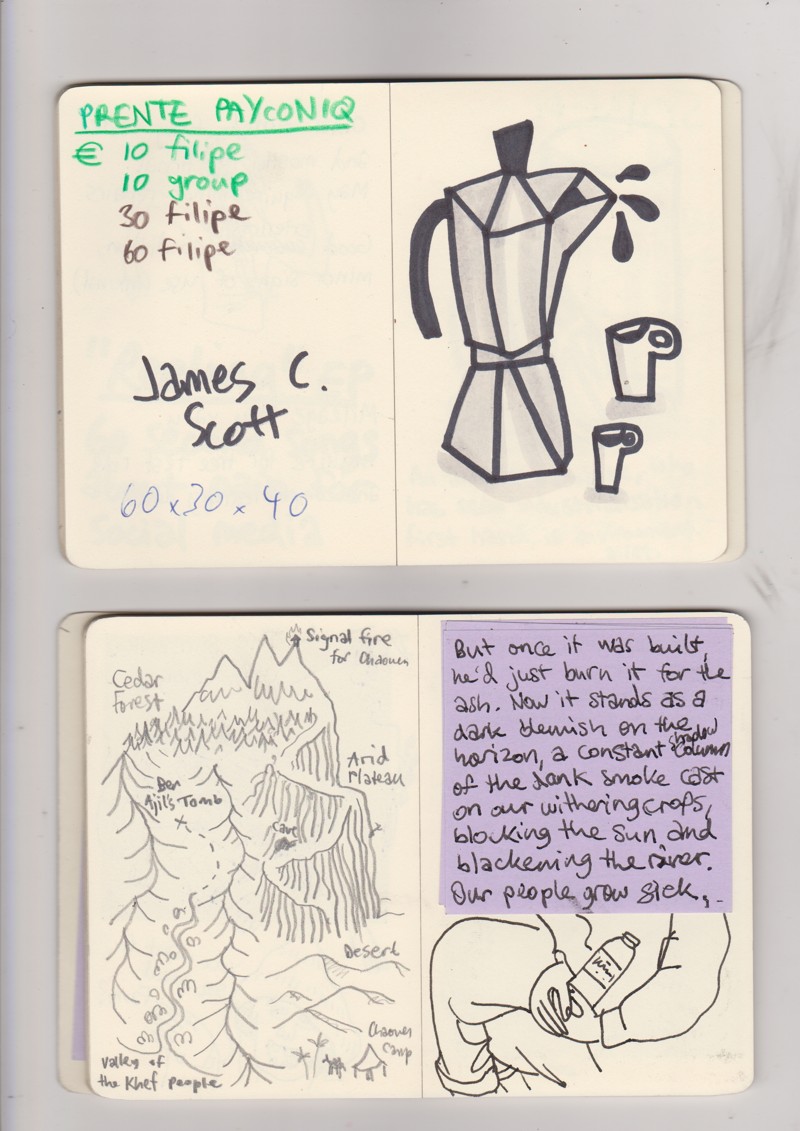 PRENTE PAYCONIQ
€ 10 filipe
10 group
30 filipe
60 filipe
James C.
Scott
60 x 30 x 40
Signal fire
for Chaouen
Cedar
Forest
Arid
Plateau
Ben
Ajil's Tomb
Cave
Desert
Chaouen
Camp
Valley of
the Khef People
But once it was built,
he'd just burn it for the
ash. Now it stands as a
dark blemish on the
horizon, a constant shadow column
of the dank smoke cast
on our withering crops,
blocking the sun and
blackening the river.
Our people grow sick,..